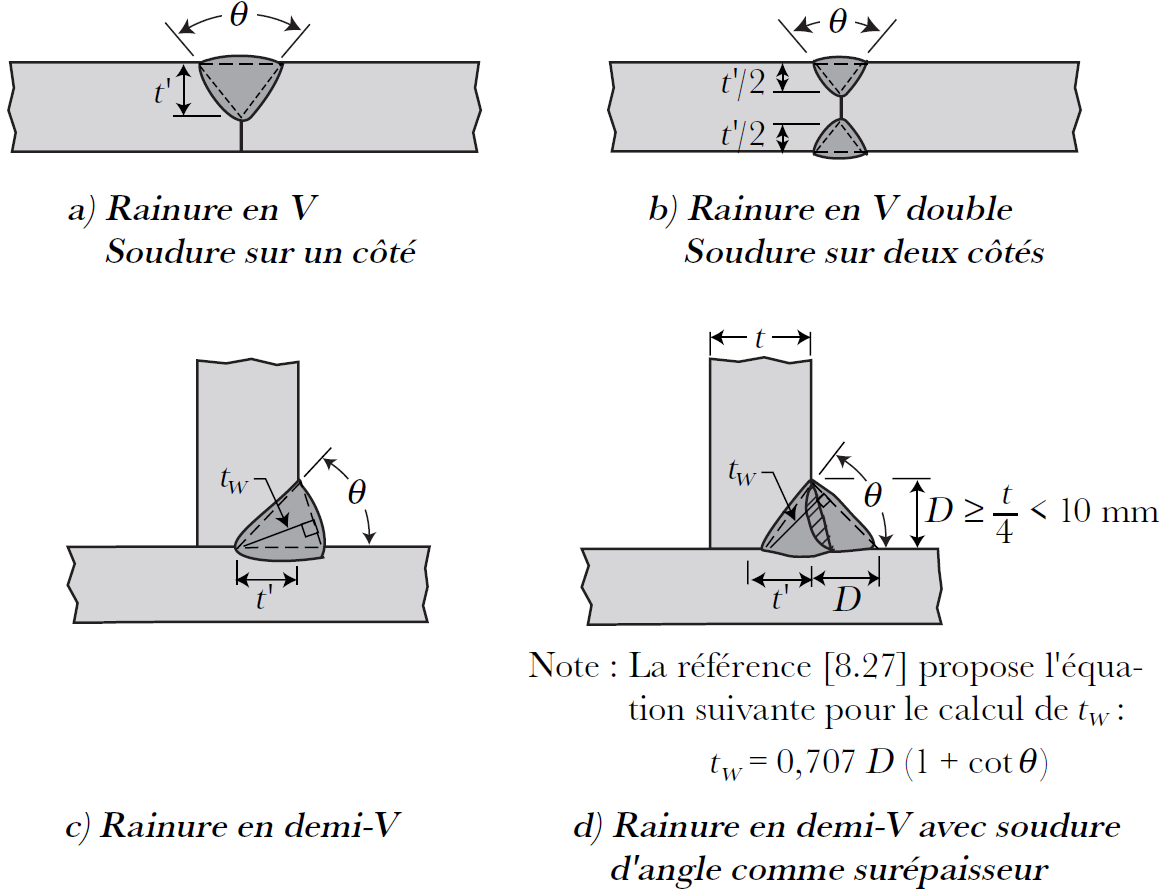 θ
t'
a) Rainure en V
Soudure sur un côté
θ
t'/2
t'/2
b) Rainure en V double
Soudure sur deux côtés
t_W
θ
t'
c) Rainure en demi-V
t
t_W
θ
D ≥ t/4 < 10 mm
t'
D
Note : La référence [8.27] propose l'équa-
tion suivante pour le calcul de t_W :
t_W = 0,707 D (1 + cot θ)
d) Rainure en demi-V avec soudure
d'angle comme surépaisseur